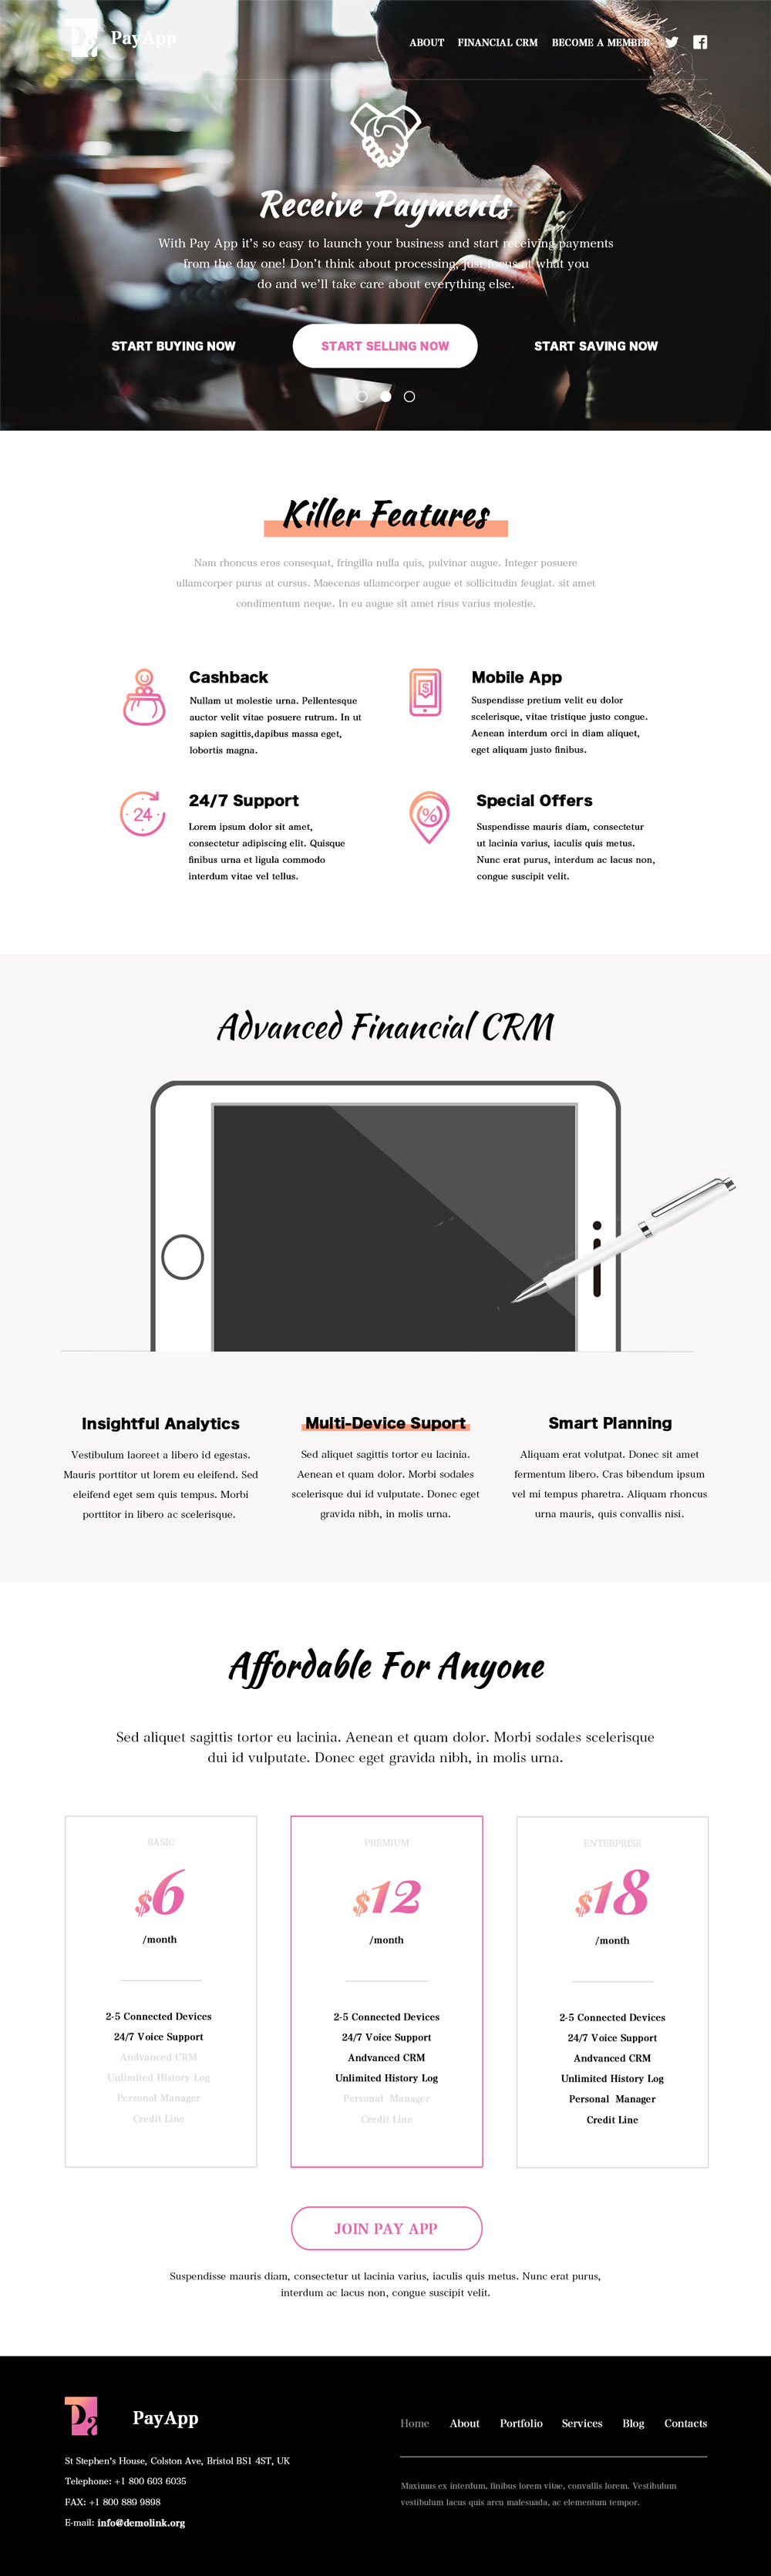 PayApp
ABOUT FINANCIAL CRM BECOME A MEMBER
Receive Payments
With Pay App it's so easy to launch your business and start receiving payments
from the day one! Don't think about processing, just focus at what you
do and we'll take care about everything else.
START BUYING NOW START SELLING NOW START SAVING NOW
Killer Features
Nam rhoncus eros consequat, fringilla nulla quis, pulvinar augue. Integer posuere
ullamcorper purus at cursus. Maecenas ullamcorper augue et sollicitudin feugiat. sit amet
condimentum neque. In eu augue sit amet risus varius molestie.
Cashback
Nullam ut molestie urna. Pellentesque
auctor velit vitae posuere rutrum. In ut
sapien sagittis,dapibus massa eget,
lobortis magna.
$
Mobile App
Suspendisse pretium velit eu dolor
scelerisque, vitae tristique justo congue.
Aenean interdum orci in diam aliquet,
eget aliquam justo finibus.
24
24/7 Support
Lorem ipsum dolor sit amet,
consectetur adipiscing elit. Quisque
finibus urna et ligula commodo
interdum vitae vel tellus.
%
Special Offers
Suspendisse mauris diam, consectetur
ut lacinia varius, iaculis quis metus.
Nunc erat purus, interdum ac lacus non,
congue suscipit velit.
Advanced Financial CRM
Insightful Analytics
Vestibulum laoreet a libero id egestas.
Mauris porttitor ut lorem eu eleifend. Sed
eleifend eget sem quis tempus. Morbi
porttitor in libero ac scelerisque.
Multi-Device Suport
Sed aliquet sagittis tortor eu lacinia.
Aenean et quam dolor. Morbi sodales
scelerisque dui id vulputate. Donec eget
gravida nibh, in molis urna.
Smart Planning
Aliquam erat volutpat. Donec sit amet
fermentum libero. Cras bibendum ipsum
vel mi tempus pharetra. Aliquam rhoncus
urna mauris, quis convallis nisi.
Affordable For Anyone
Sed aliquet sagittis tortor eu lacinia. Aenean et quam dolor. Morbi sodales scelerisque
dui id vulputate. Donec eget gravida nibh, in molis urna.
BASIC
$6
/month
2-5 Connected Devices
24/7 Voice Support
Andvanced CRM
Unlimited History Log
Personal Manager
Credit Line
PREMIUM
$12
/month
2-5 Connected Devices
24/7 Voice Support
Andvanced CRM
Unlimited History Log
Personal Manager
Credit Line
ENTERPRISE
$18
/month
2-5 Connected Devices
24/7 Voice Support
Andvanced CRM
Unlimited History Log
Personal Manager
Credit Line
JOIN PAY APP
Suspendisse mauris diam, consectetur ut lacinia varius, iaculis quis metus. Nunc erat purus,
interdum ac lacus non, congue suscipit velit.
PayApp
St Stephen's House, Colston Ave, Bristol BS1 4ST, UK
Telephone: +1 800 603 6035
FAX: +1 800 889 9898
E-mail: info@demolink.org
Home About Portfolio Services Blog Contacts
Maximus ex interdum, finibus lorem vitae, convallis lorem. Vestibulum
vestibulum lacus quis arcu malesuada, ac elementum tempor.